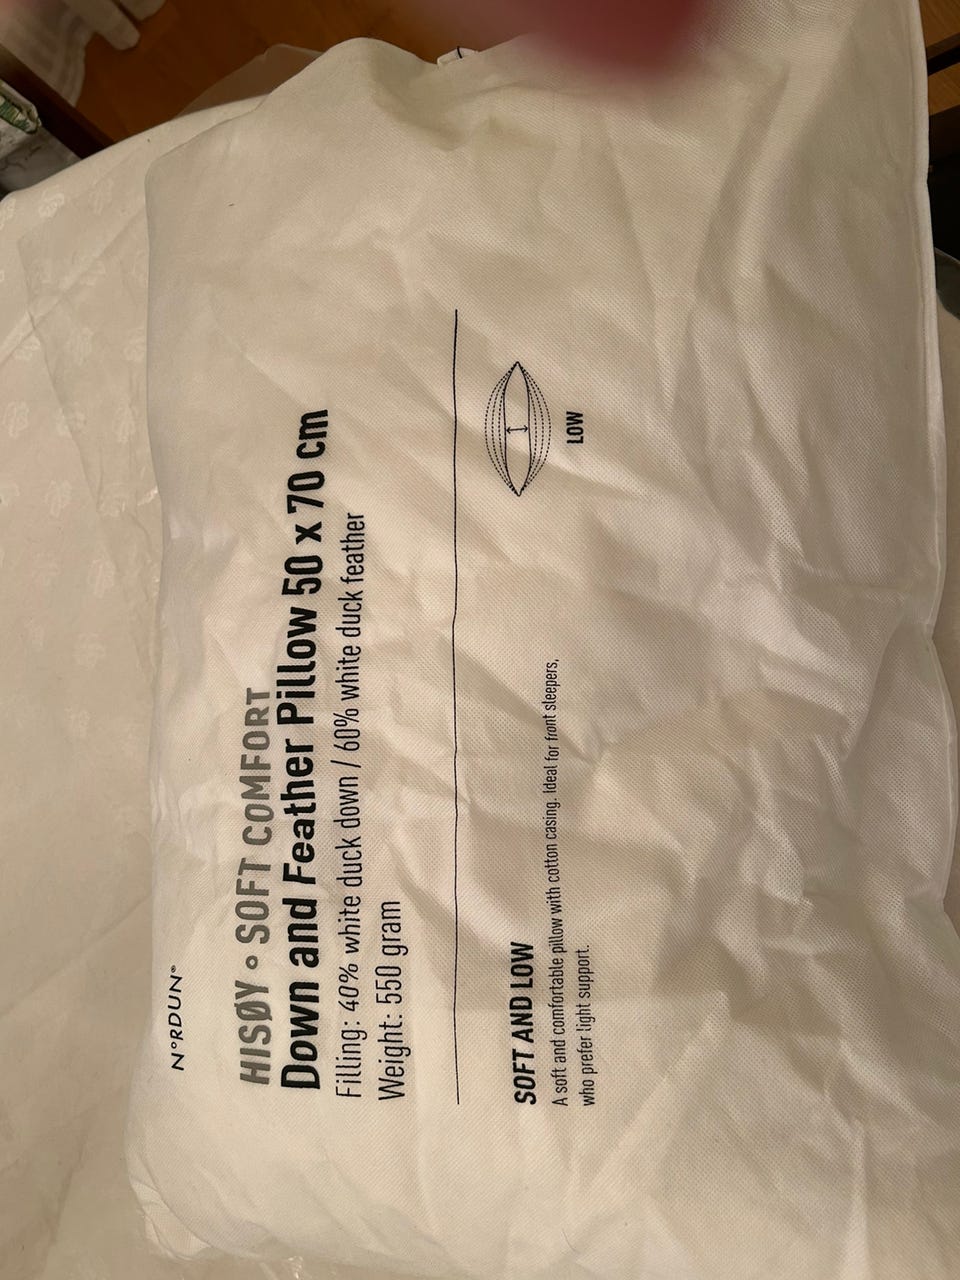 N°RDUN®
HISØY • SOFT COMFORT
Down and Feather Pillow 50 x 70 cm
Filling: 40% white duck down / 60% white duck feather
Weight: 550 gram
LOW
SOFT AND LOW
A soft and comfortable pillow with cotton casing. Ideal for front sleepers,
who prefer light support.